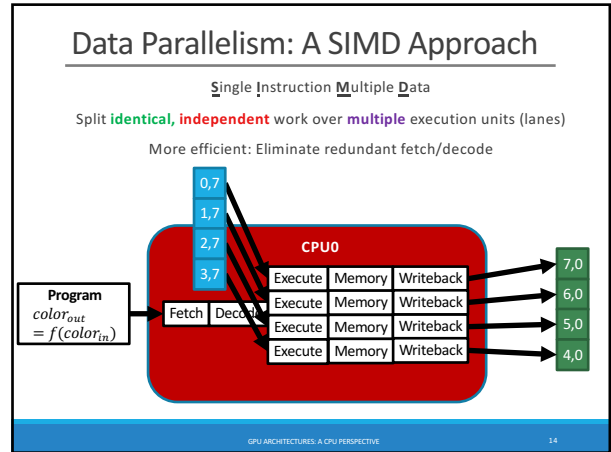 Data Parallelism: A SIMD Approach
Single Instruction Multiple Data
Split identical, independent work over multiple execution units (lanes)
More efficient: Eliminate redundant fetch/decode
0,7
1,7
2,7
3,7
CPU0
Program
color_out
= f(color_in)
Fetch Decode
Execute Memory Writeback
Execute Memory Writeback
Execute Memory Writeback
Execute Memory Writeback
7,0
6,0
5,0
4,0
GPU ARCHITECTURES: A CPU PERSPECTIVE 14